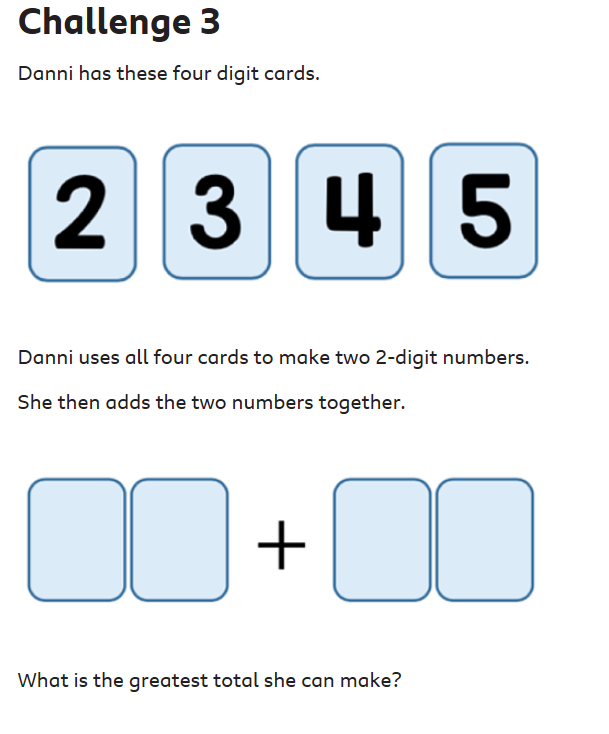 Challenge 3
Danni has these four digit cards.
2 3 4 5
Danni uses all four cards to make two 2-digit numbers.
She then adds the two numbers together.
+
What is the greatest total she can make?